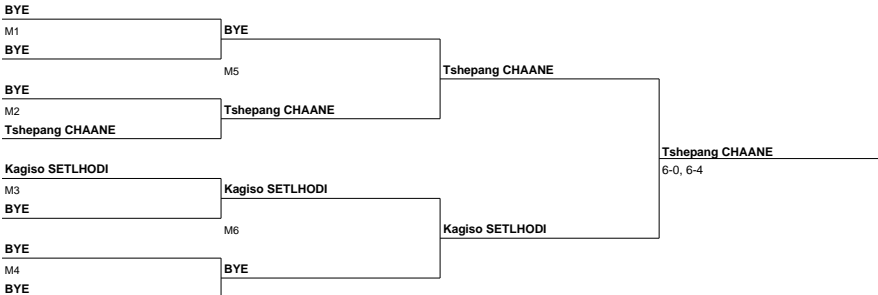 BYE
M1
BYE
BYE
M5
BYE
M2
Tshepang CHAANE
Tshepang CHAANE
Tshepang CHAANE
Tshepang CHAANE
6-0, 6-4
Kagiso SETLHODI
M3
BYE
Kagiso SETLHODI
M6
Kagiso SETLHODI
BYE
M4
BYE
BYE